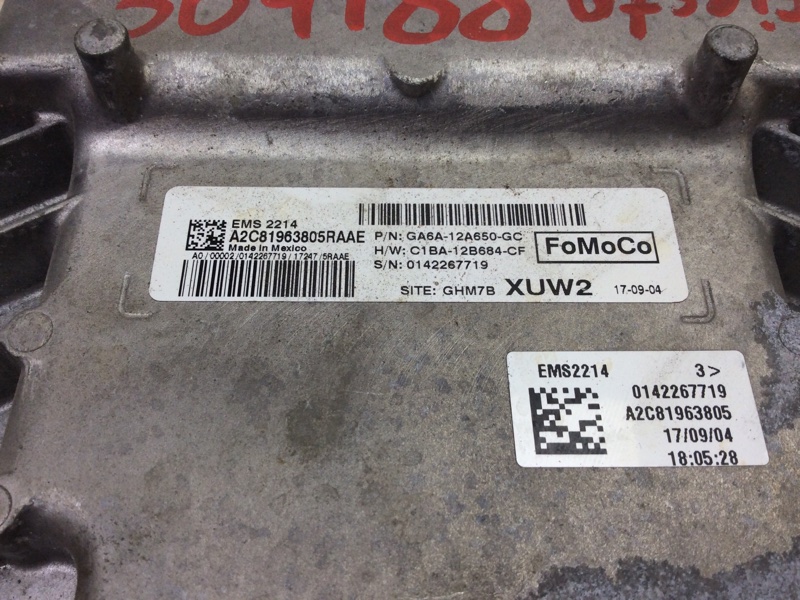 EMS 2214
A2C81963805RAAE
Made in Mexico
A0 / 00002 / 0142267719 / 17247 / 5RAAE
P/N: GA6A-12A650-GC
H/W: C1BA-12B684-CF
S/N: 0142267719
FoMoCo
SITE: GHM7B XUW2 17-09-04
EMS2214 3>
0142267719
A2C81963805
17/09/04
18:05:28